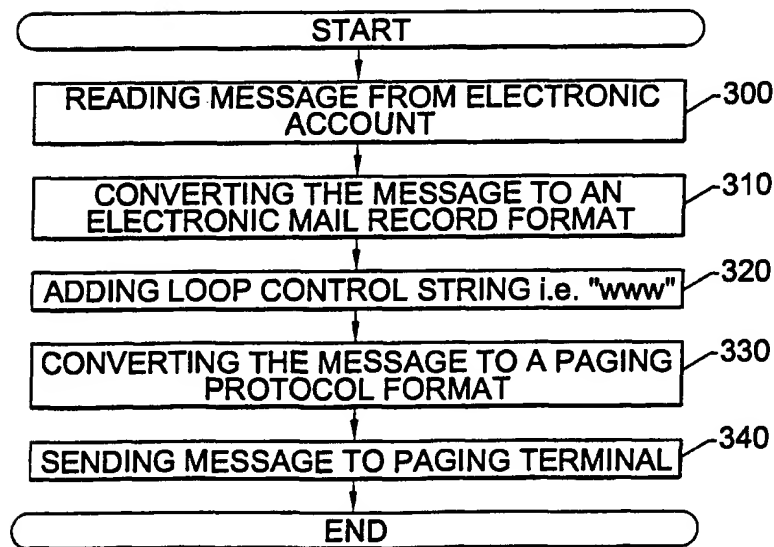 START
READING MESSAGE FROM ELECTRONIC
ACCOUNT
300
CONVERTING THE MESSAGE TO AN
ELECTRONIC MAIL RECORD FORMAT
310
ADDING LOOP CONTROL STRING i.e. "www"
320
CONVERTING THE MESSAGE TO A PAGING
PROTOCOL FORMAT
330
SENDING MESSAGE TO PAGING TERMINAL
340
END